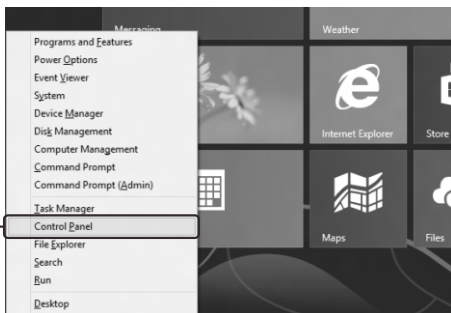 Messaging
Weather
Programs and Features
Power Options
Event Viewer
System
Device Manager
Disk Management
Computer Management
Command Prompt
Command Prompt (Admin)
Task Manager
Control Panel
File Explorer
Search
Run
Desktop
Internet Explorer
Store
Maps
Files